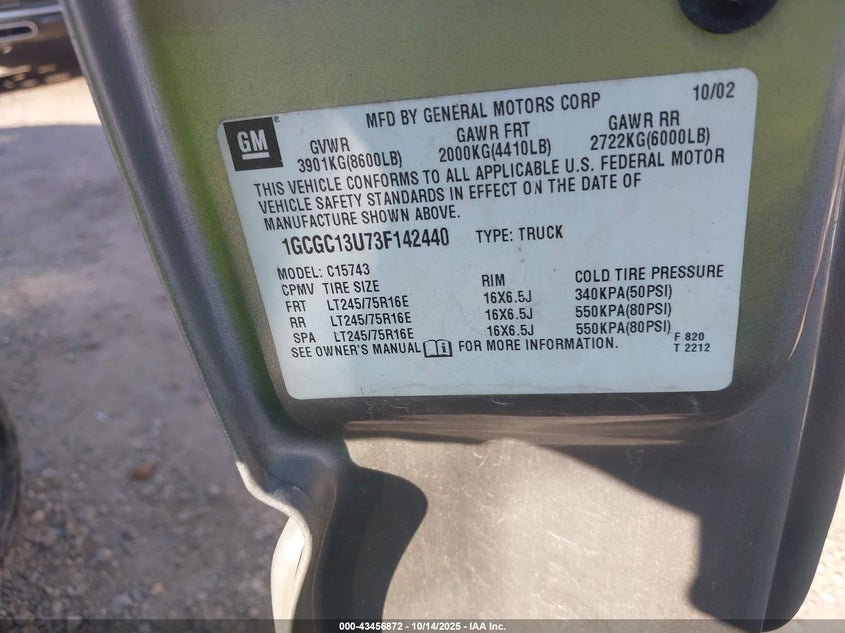 GM
MFD BY GENERAL MOTORS CORP 10/02
GVWR GAWR FRT GAWR RR
3901KG(8600LB) 2000KG(4410LB) 2722KG(6000LB)
THIS VEHICLE CONFORMS TO ALL APPLICABLE U.S. FEDERAL MOTOR
VEHICLE SAFETY STANDARDS IN EFFECT ON THE DATE OF
MANUFACTURE SHOWN ABOVE.
1GCGC13U73F142440 TYPE: TRUCK
MODEL: C15743
CPMV TIRE SIZE RIM COLD TIRE PRESSURE
FRT LT245/75R16E 16X6.5J 340KPA(50PSI)
RR LT245/75R16E 16X6.5J 550KPA(80PSI)
SPA LT245/75R16E 16X6.5J 550KPA(80PSI)
SEE OWNER'S MANUAL i FOR MORE INFORMATION.
F 820
T 2212
000-43456872 - 10/14/2025 - IAA Inc.